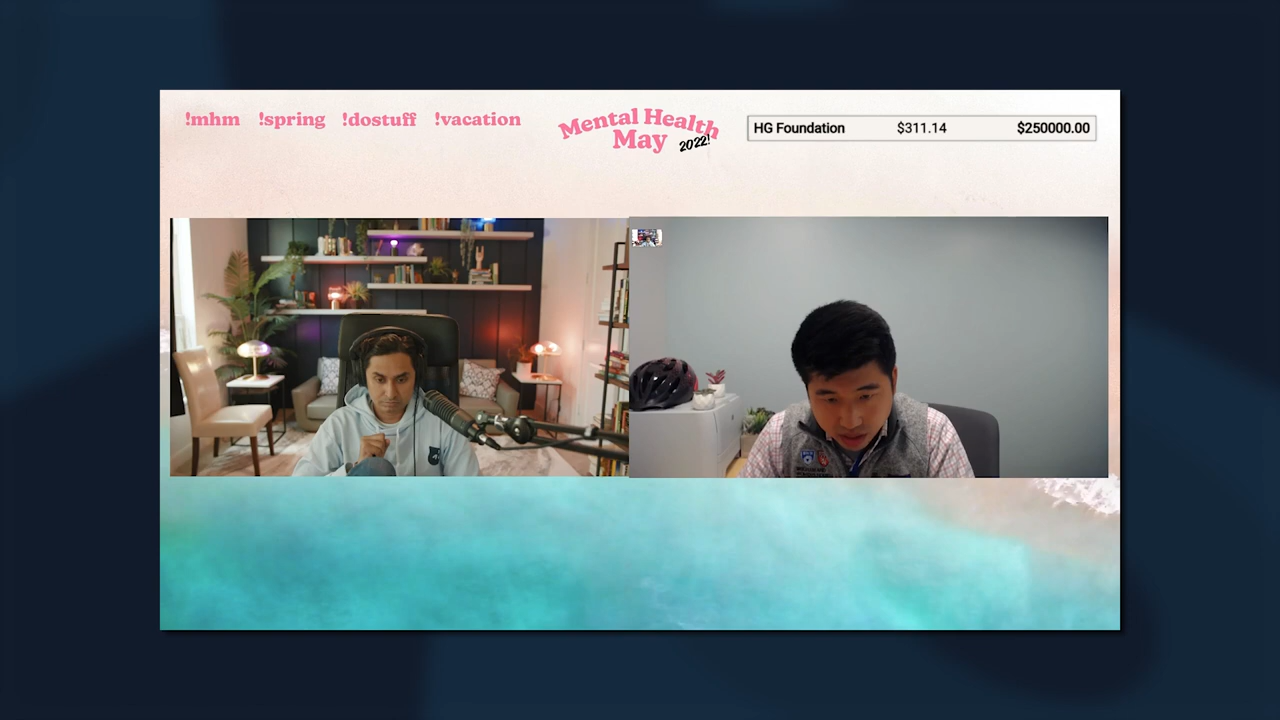 !mhm !spring !dostuff !vacation
Mental Health
May 2022!
HG Foundation $311.14 $250000.00